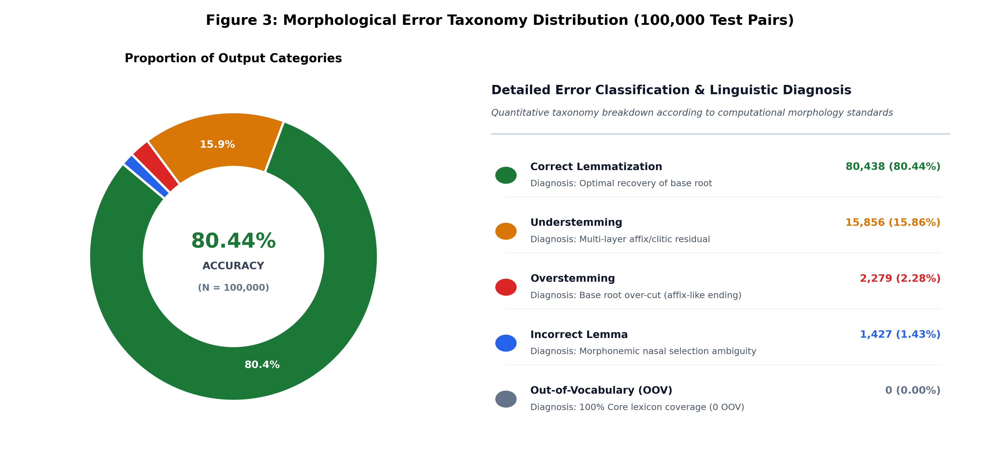 Figure 3: Morphological Error Taxonomy Distribution (100,000 Test Pairs)
Proportion of Output Categories
15.9%
80.44%
ACCURACY
(N = 100,000)
80.4%
Detailed Error Classification & Linguistic Diagnosis
Quantitative taxonomy breakdown according to computational morphology standards
Correct Lemmatization 80,438 (80.44%)
Diagnosis: Optimal recovery of base root
Understemming 15,856 (15.86%)
Diagnosis: Multi-layer affix/clitic residual
Overstemming 2,279 (2.28%)
Diagnosis: Base root over-cut (affix-like ending)
Incorrect Lemma 1,427 (1.43%)
Diagnosis: Morphonemic nasal selection ambiguity
Out-of-Vocabulary (OOV) 0 (0.00%)
Diagnosis: 100% Core lexicon coverage (0 OOV)